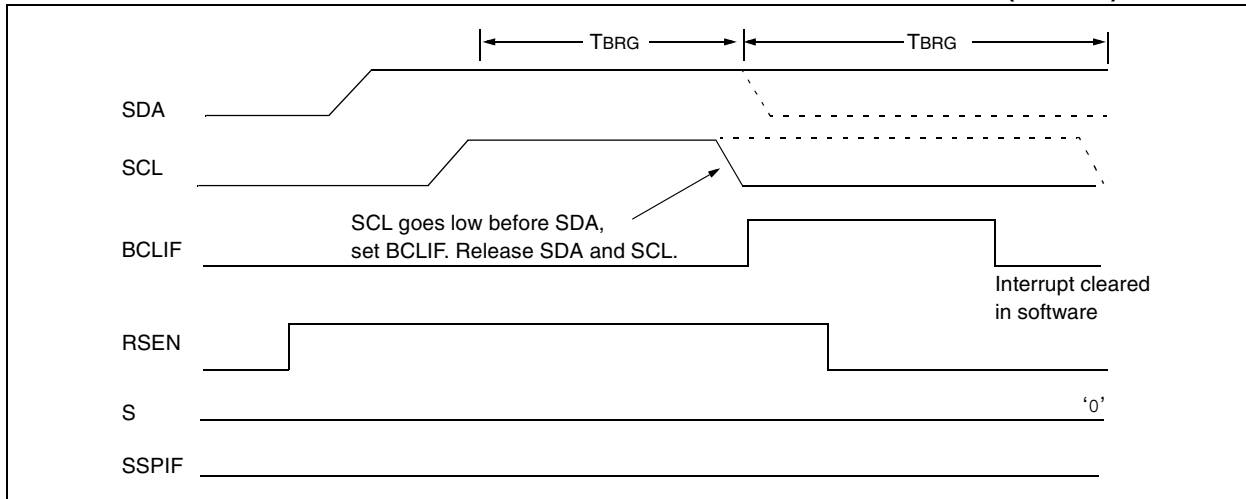 TBRG TBRG
SDA
SCL
SCL goes low before SDA,
set BCLIF. Release SDA and SCL.
BCLIF
Interrupt cleared
in software
RSEN
S
‘0’
SSPIF